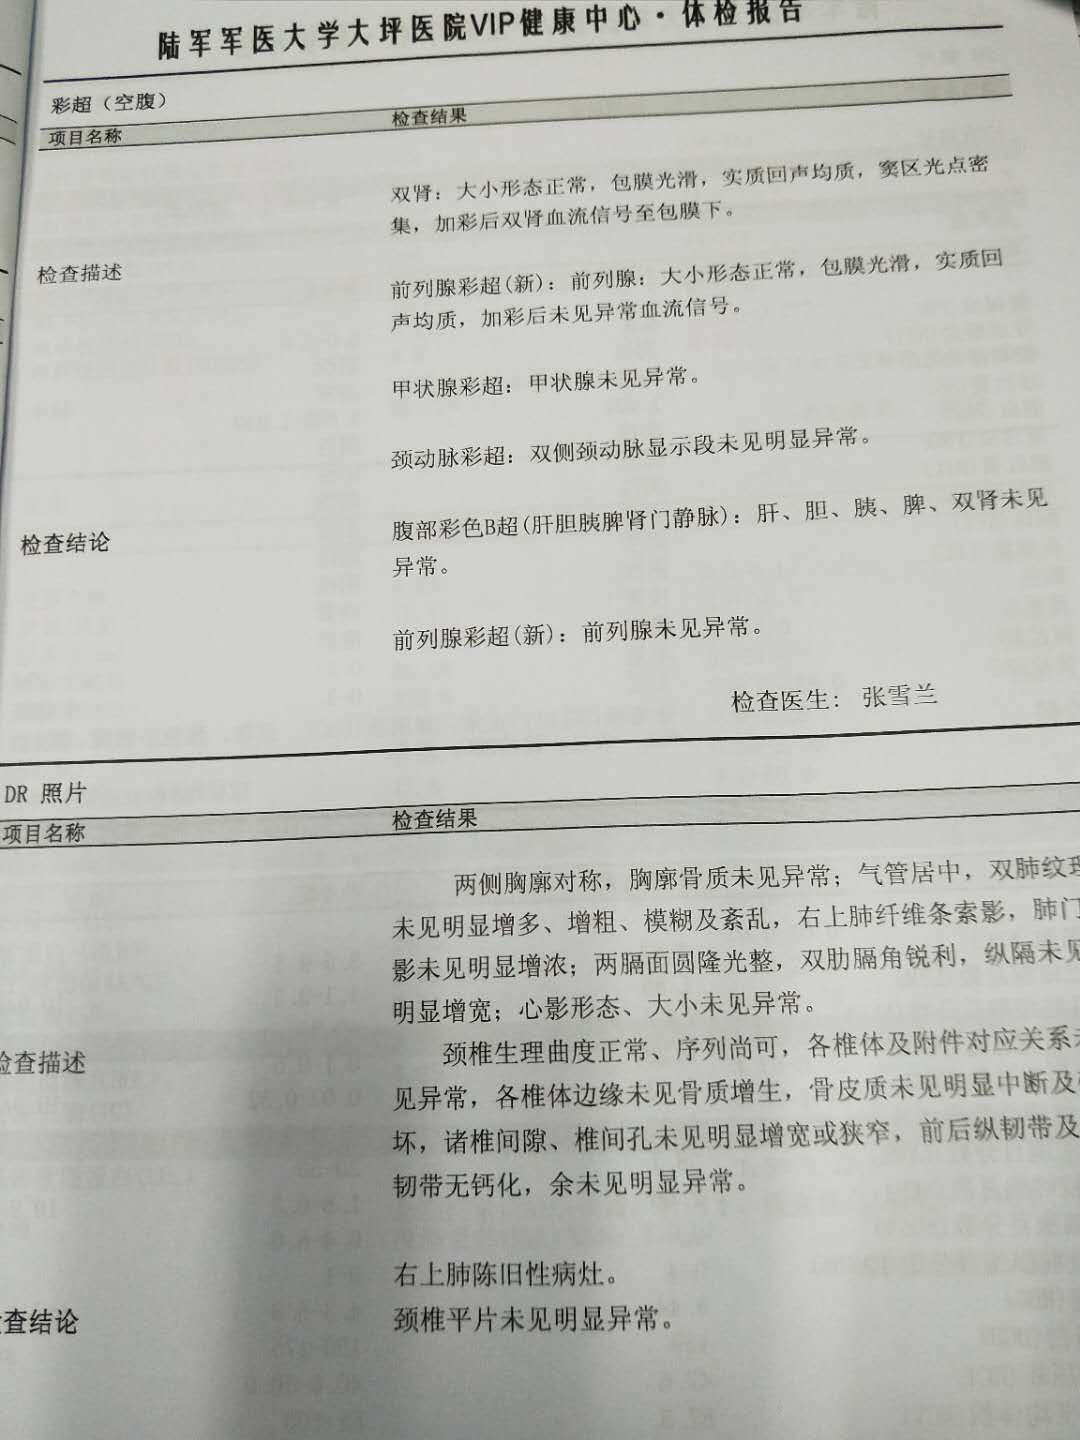 陆军军医大学大坪医院VIP健康中心·体检报告
彩超（空腹）
项目名称 检查结果
双肾：大小形态正常，包膜光滑，实质回声均质，窦区光点密
集，加彩后双肾血流信号至包膜下。
检查描述
前列腺彩超(新)：前列腺：大小形态正常，包膜光滑，实质回
声均质，加彩后未见异常血流信号。
甲状腺彩超：甲状腺未见异常。
颈动脉彩超：双侧颈动脉显示段未见明显异常。
检查结论
腹部彩色B超(肝胆胰脾肾门静脉)：肝、胆、胰、脾、双肾未见
异常。
前列腺彩超(新)：前列腺未见异常。
检查医生: 张雪兰
DR 照片
项目名称 检查结果
两侧胸廓对称，胸廓骨质未见异常；气管居中，双肺纹理
未见明显增多、增粗、模糊及紊乱，右上肺纤维条索影，肺门
影未见明显增浓；两膈面圆隆光整，双肋膈角锐利，纵隔未见
明显增宽；心影形态、大小未见异常。
检查描述
颈椎生理曲度正常、序列尚可，各椎体及附件对应关系未
见异常，各椎体边缘未见骨质增生，骨皮质未见明显中断及
坏，诸椎间隙、椎间孔未见明显增宽或狭窄，前后纵韧带及
韧带无钙化，余未见明显异常。
右上肺陈旧性病灶。
查结论
颈椎平片未见明显异常。